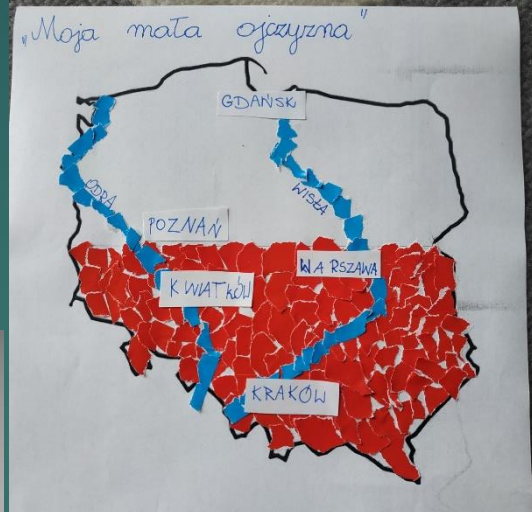 „Moja mała ojczyzna”
GDAŃSK
ODRA
WISŁA
POZNAŃ
WARSZAWA
KWIATKÓW
KRAKÓW